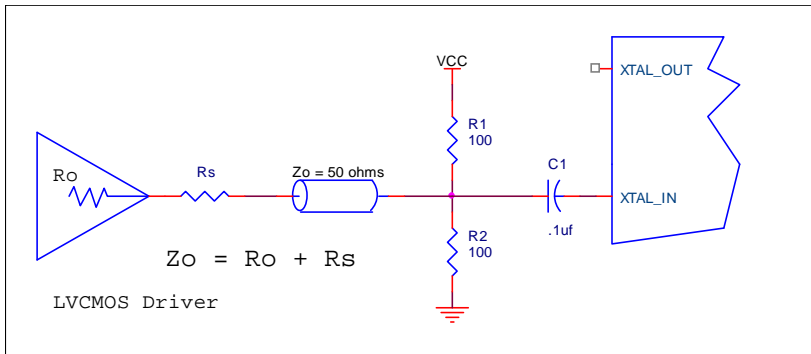 VCC
XTAL_OUT
R1
100
Ro
Rs
Zo = 50 ohms
C1
XTAL_IN
.1uf
R2
100
Zo = Ro + Rs
LVCMOS Driver